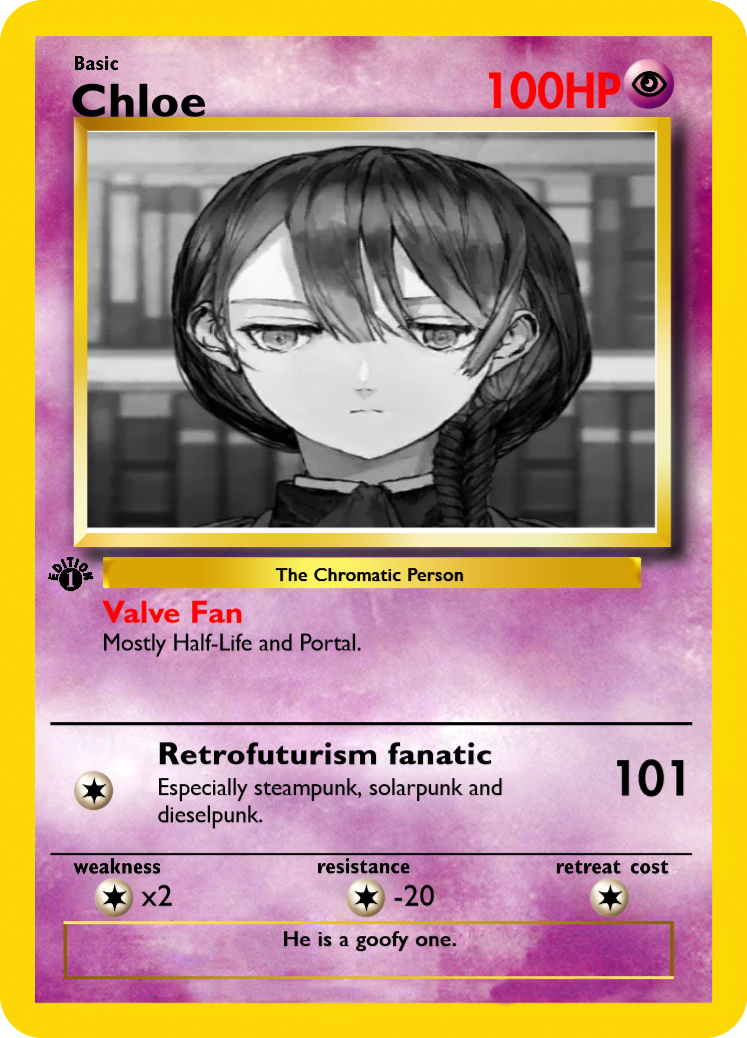 Basic
Chloe
100HP
The Chromatic Person
EDITION
1
Valve Fan
Mostly Half-Life and Portal.
Retrofuturism fanatic
Especially steampunk, solarpunk and
dieselpunk.
101
weakness
resistance
retreat cost
x2
-20
He is a goofy one.